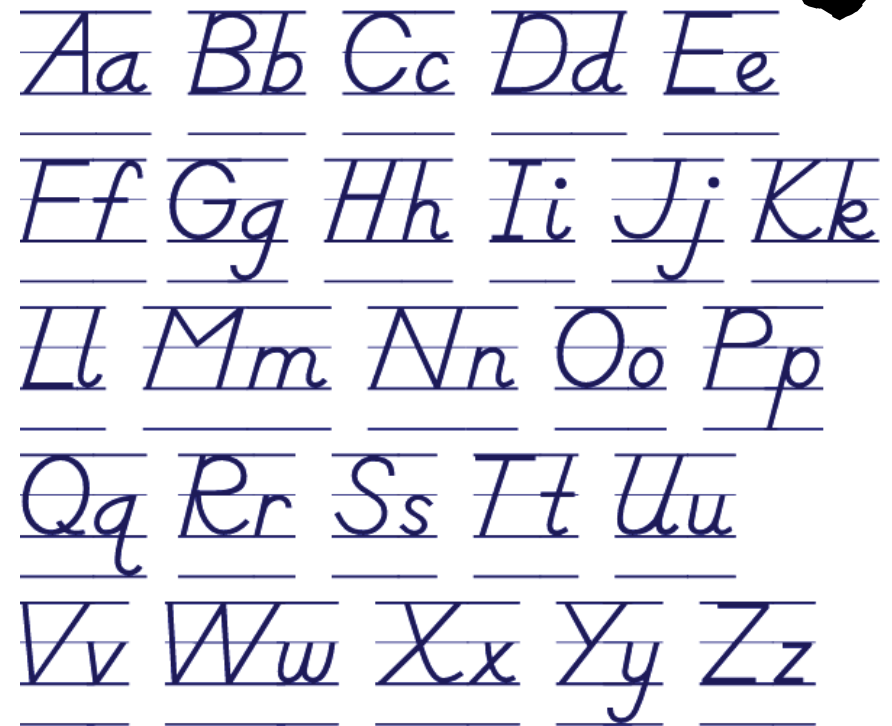 Aa Bb Cc Dd Ee
Ff Gg Hh Ii Jj Kk
Ll Mm Nn Oo Pp
Qq Rr Ss Tt Uu
Vv Ww Xx Yy Zz